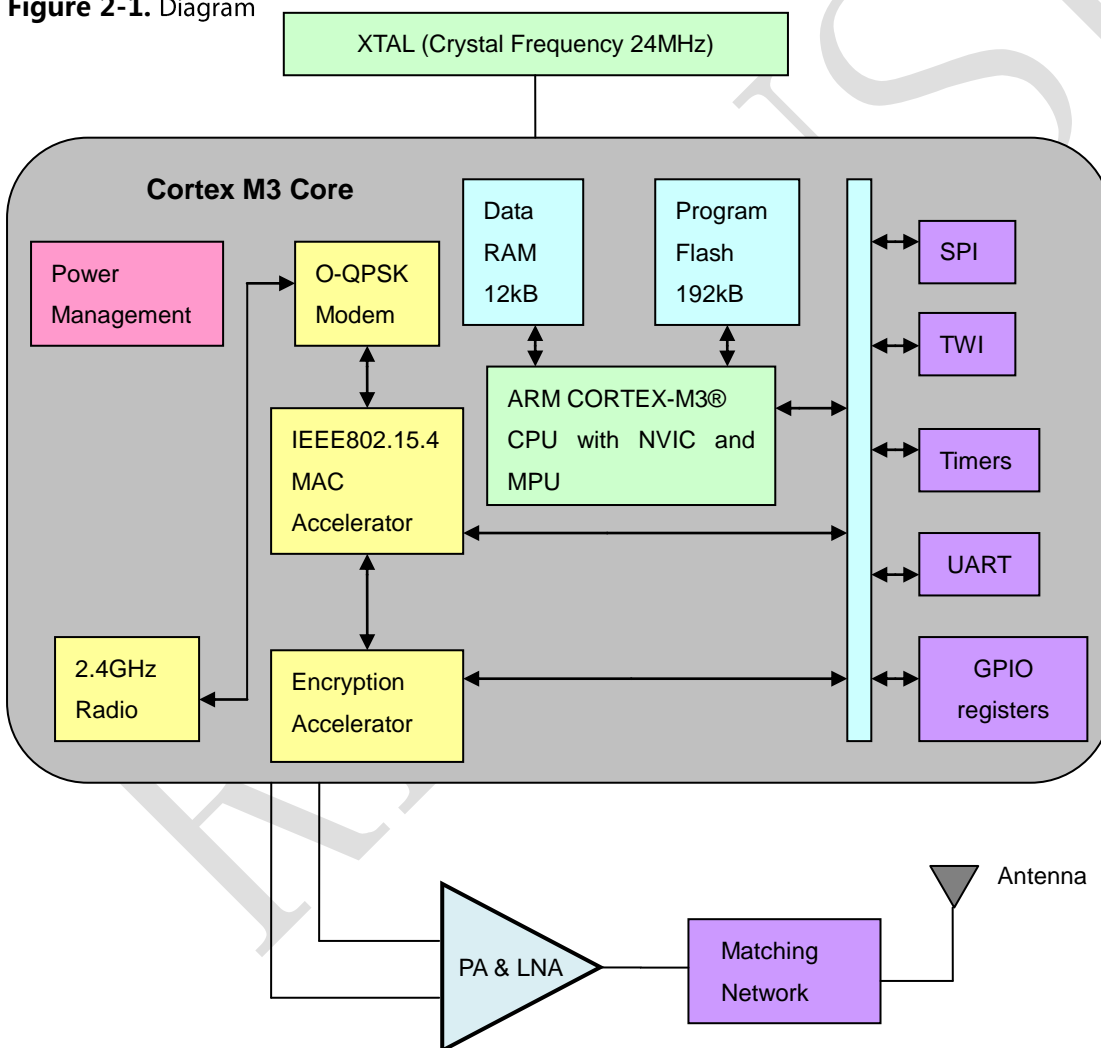 Figure 2-1. Diagram
XTAL (Crystal Frequency 24MHz)
Cortex M3 Core
Power
Management
O-QPSK
Modem
Data
RAM
12kB
Program
Flash
192kB
SPI
TWI
ARM CORTEX-M3®
CPU with NVIC and
MPU
IEEE802.15.4
MAC
Accelerator
Timers
UART
2.4GHz
Radio
Encryption
Accelerator
GPIO
registers
Antenna
PA & LNA
Matching
Network